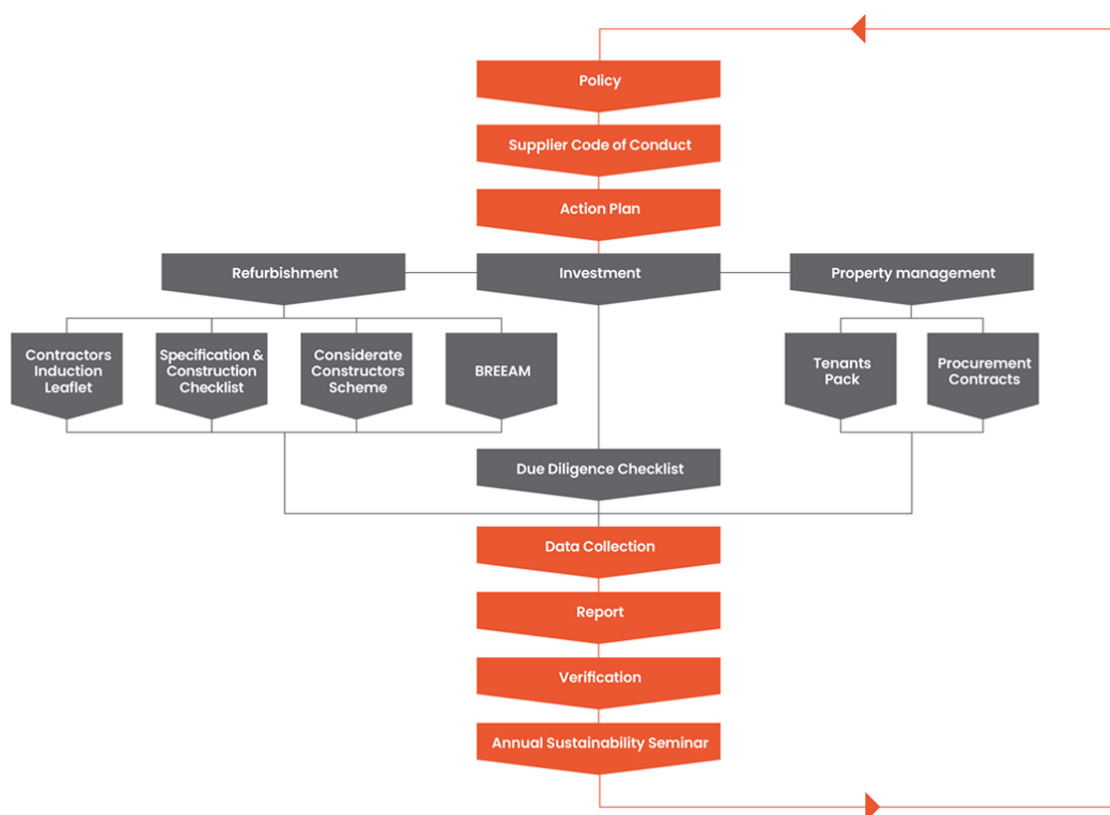 Policy
Supplier Code of Conduct
Action Plan
Refurbishment
Investment
Property management
Contractors
Induction
Leaflet
Specification &
Construction
Checklist
Considerate
Constructors
Scheme
BREEAM
Tenants
Pack
Procurement
Contracts
Due Diligence Checklist
Data Collection
Report
Verification
Annual Sustainability Seminar